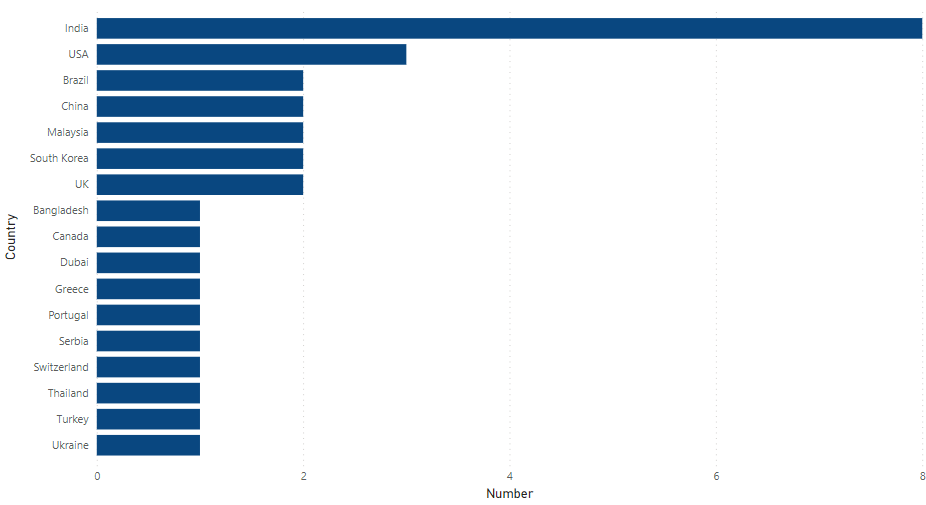 Country
India
USA
Brazil
China
Malaysia
South Korea
UK
Bangladesh
Canada
Dubai
Greece
Portugal
Serbia
Switzerland
Thailand
Turkey
Ukraine
0 2 4 6 8
Number